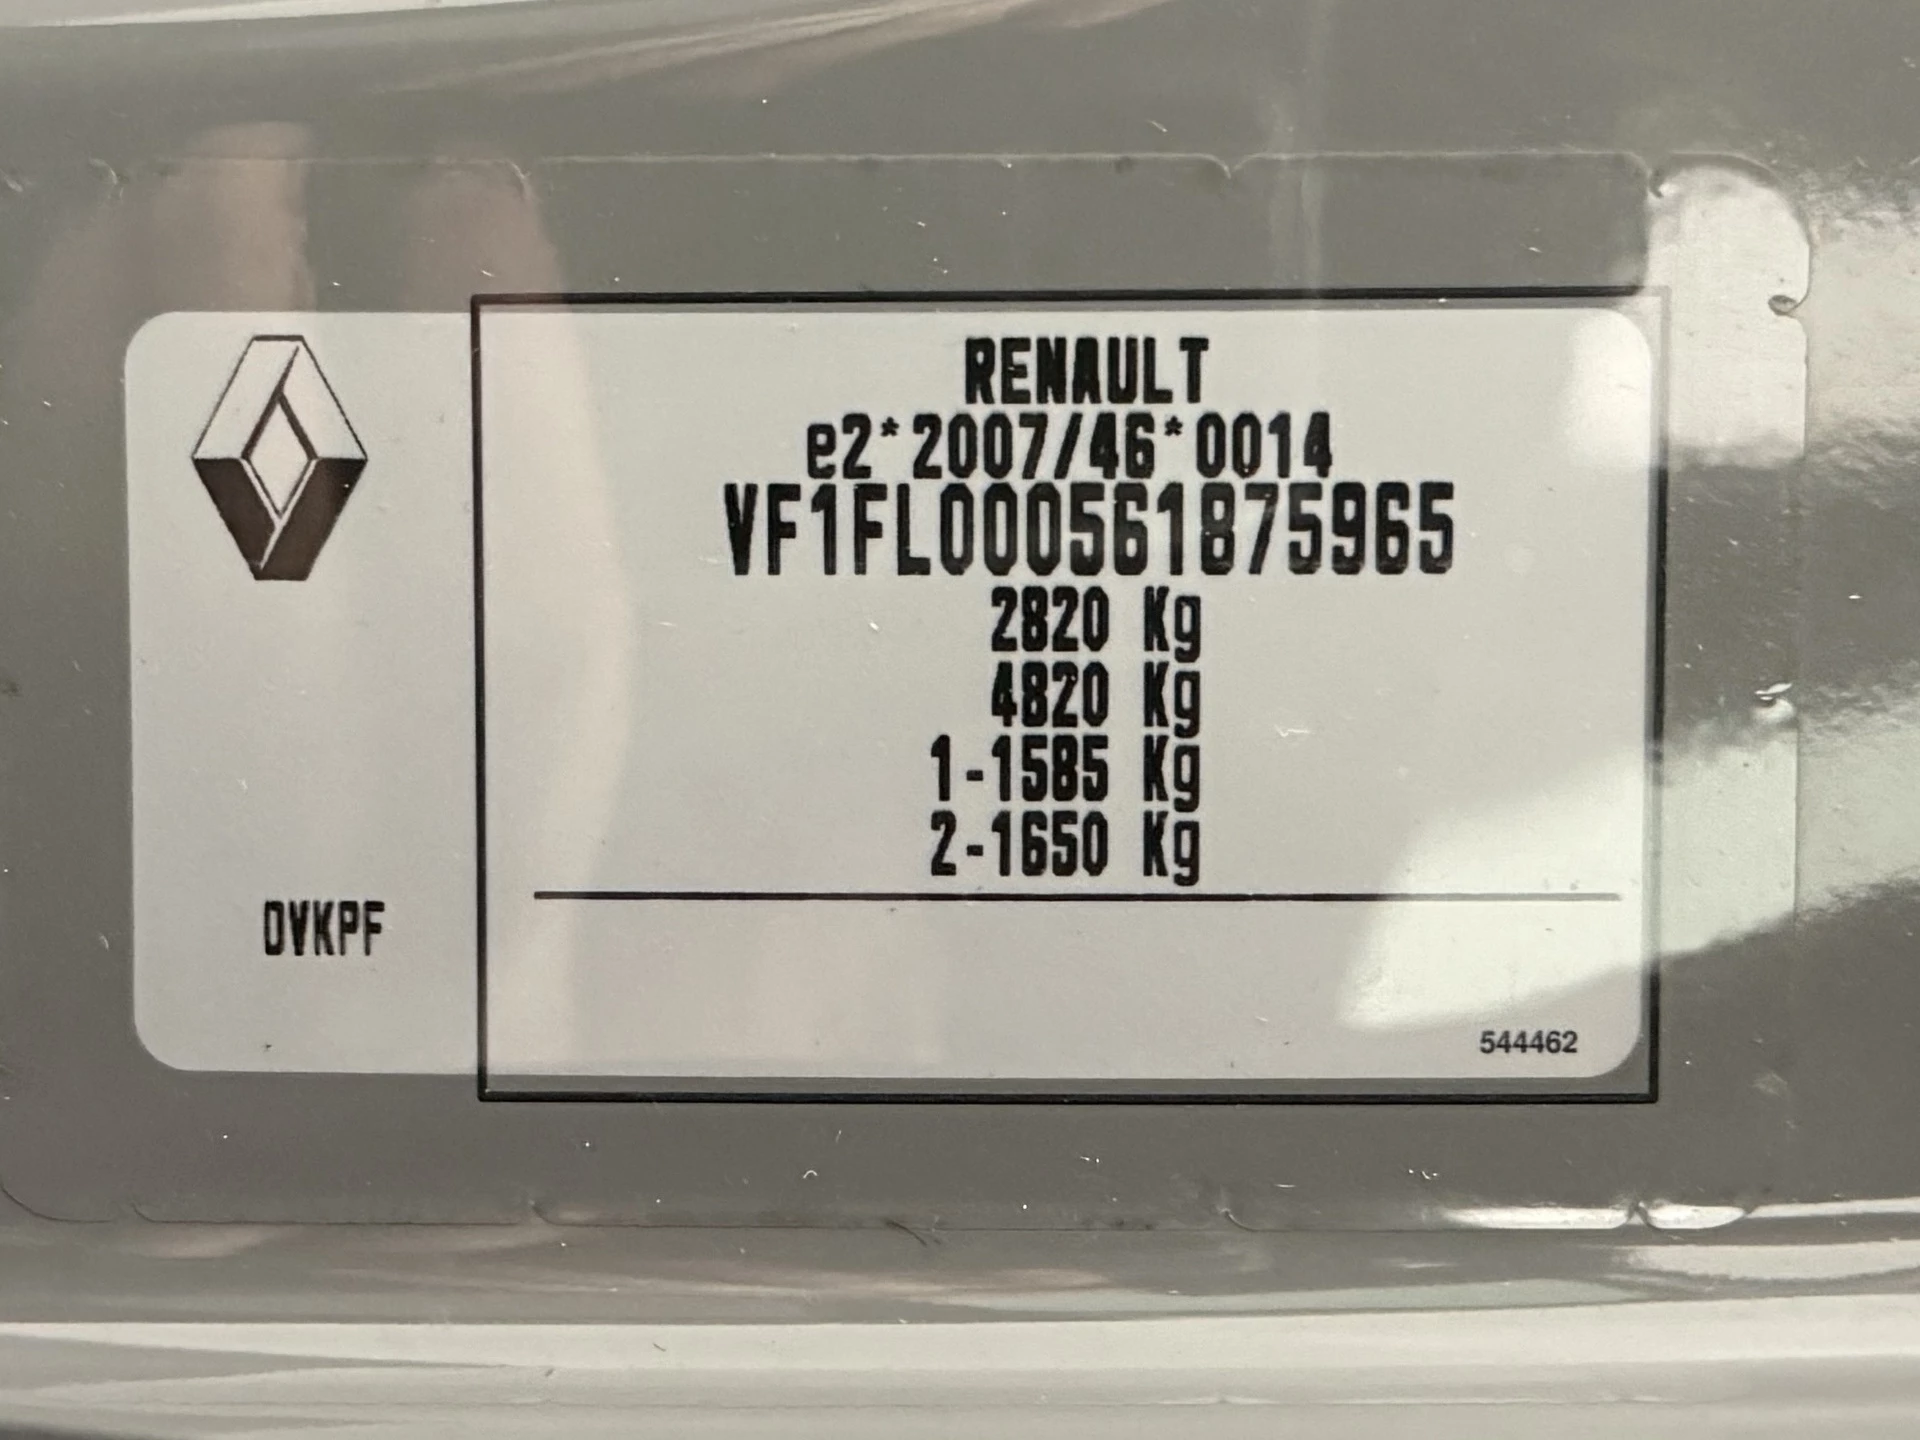 RENAULT
e2*2007/46*0014
VF1FL000561875965
2820 Kg
4820 Kg
1-1585 Kg
2-1650 Kg
OVKPF
544462